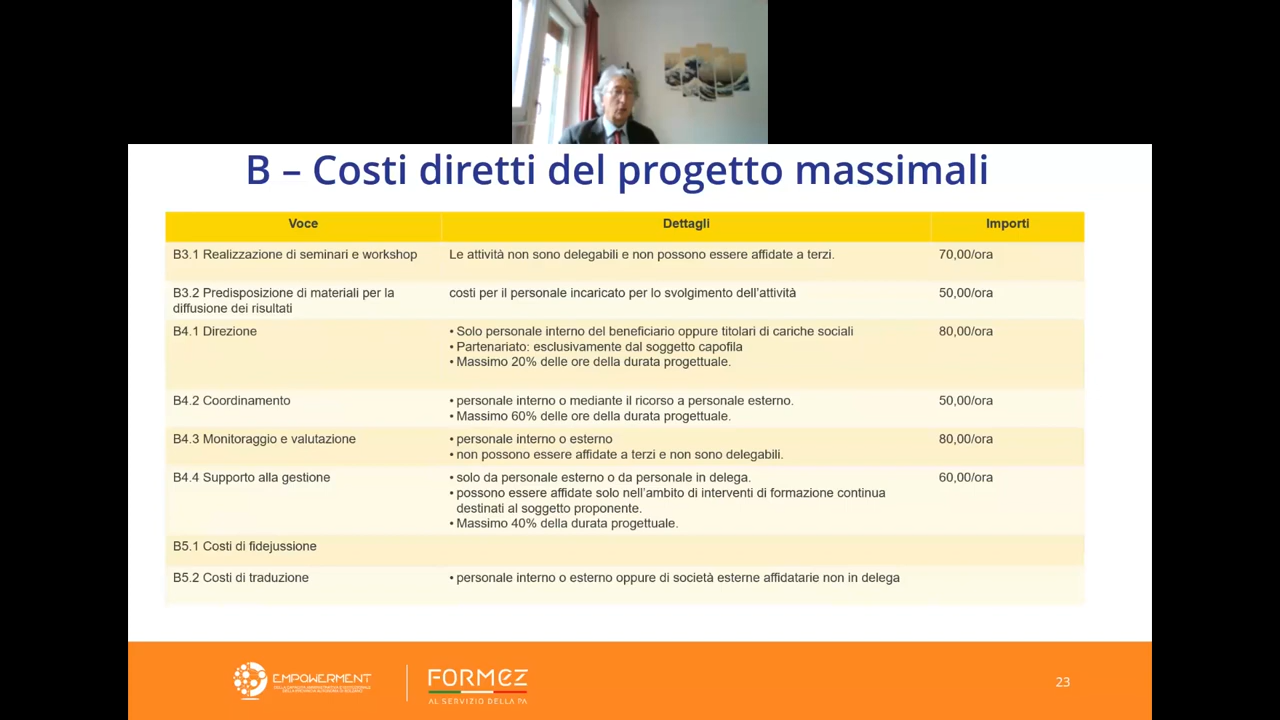 B – Costi diretti del progetto massimali
Voce Dettagli Importi
B3.1 Realizzazione di seminari e workshop Le attività non sono delegabili e non possono essere affidate a terzi. 70,00/ora
B3.2 Predisposizione di materiali per la costi per il personale incaricato per lo svolgimento dell'attività 50,00/ora
diffusione dei risultati
B4.1 Direzione • Solo personale interno del beneficiario oppure titolari di cariche sociali 80,00/ora
• Partenariato: esclusivamente dal soggetto capofila
• Massimo 20% delle ore della durata progettuale.
B4.2 Coordinamento • personale interno o mediante il ricorso a personale esterno. 50,00/ora
• Massimo 60% delle ore della durata progettuale.
B4.3 Monitoraggio e valutazione • personale interno o esterno 80,00/ora
• non possono essere affidate a terzi e non sono delegabili.
B4.4 Supporto alla gestione • solo da personale esterno o da personale in delega. 60,00/ora
• possono essere affidate solo nell'ambito di interventi di formazione continua
destinati al soggetto proponente.
• Massimo 40% della durata progettuale.
B5.1 Costi di fidejussione
B5.2 Costi di traduzione • personale interno o esterno oppure di società esterne affidatarie non in delega
EMPOWERMENT
FORMEZ
AL SERVIZIO DELLA PA
23